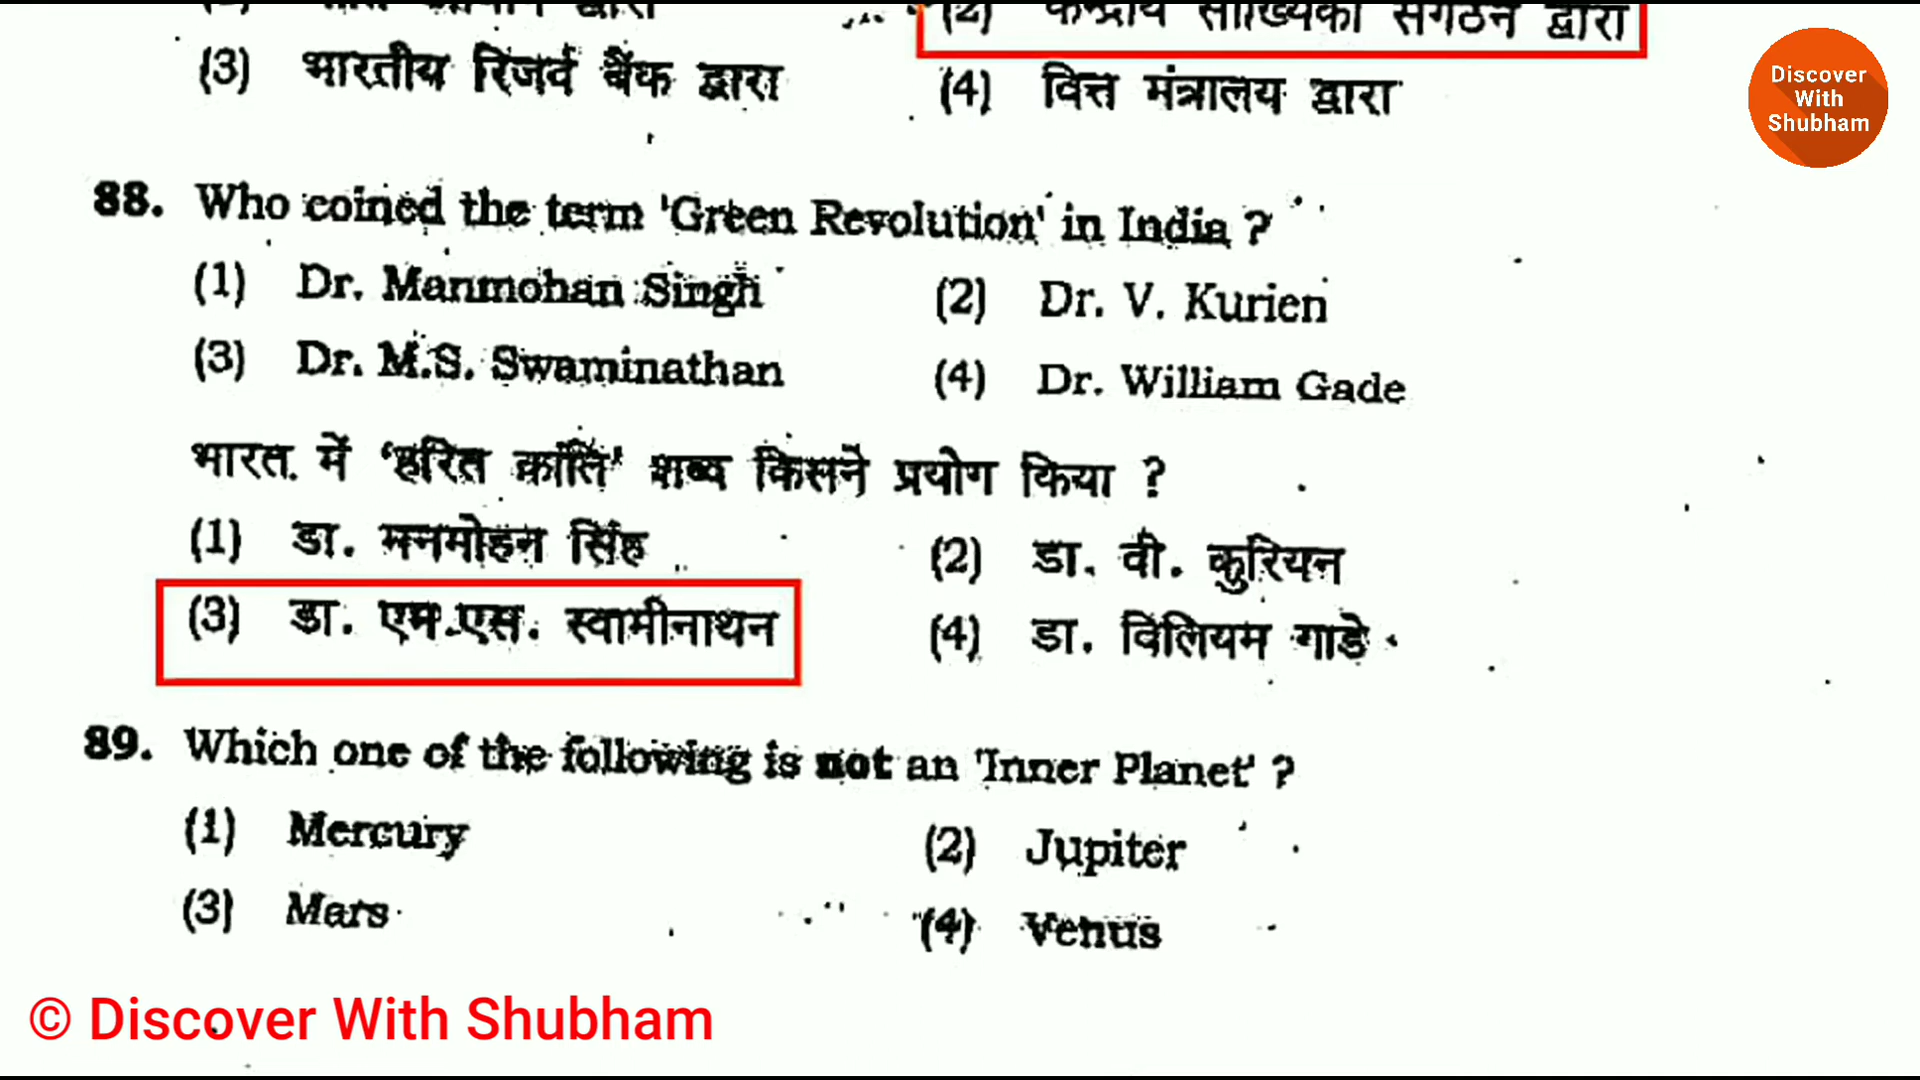 (2) केन्द्रीय सांख्यिकी संगठन द्वारा
(3) भारतीय रिजर्व बैंक द्वारा (4) वित्त मंत्रालय द्वारा
Discover
With
Shubham
88. Who coined the term 'Green Revolution' in India ?
(1) Dr. Manmohan Singh (2) Dr. V. Kurien
(3) Dr. M.S. Swaminathan (4) Dr. William Gade
भारत में ‘हरित क्रांति’ शब्द किसने प्रयोग किया ?
(1) डा. मनमोहन सिंह (2) डा. वी. कुरियन
(3) डा. एम.एस. स्वामीनाथन (4) डा. विलियम गाडे
89. Which one of the following is not an 'Inner Planet' ?
(1) Mercury (2) Jupiter
(3) Mars (4) Venus
© Discover With Shubham